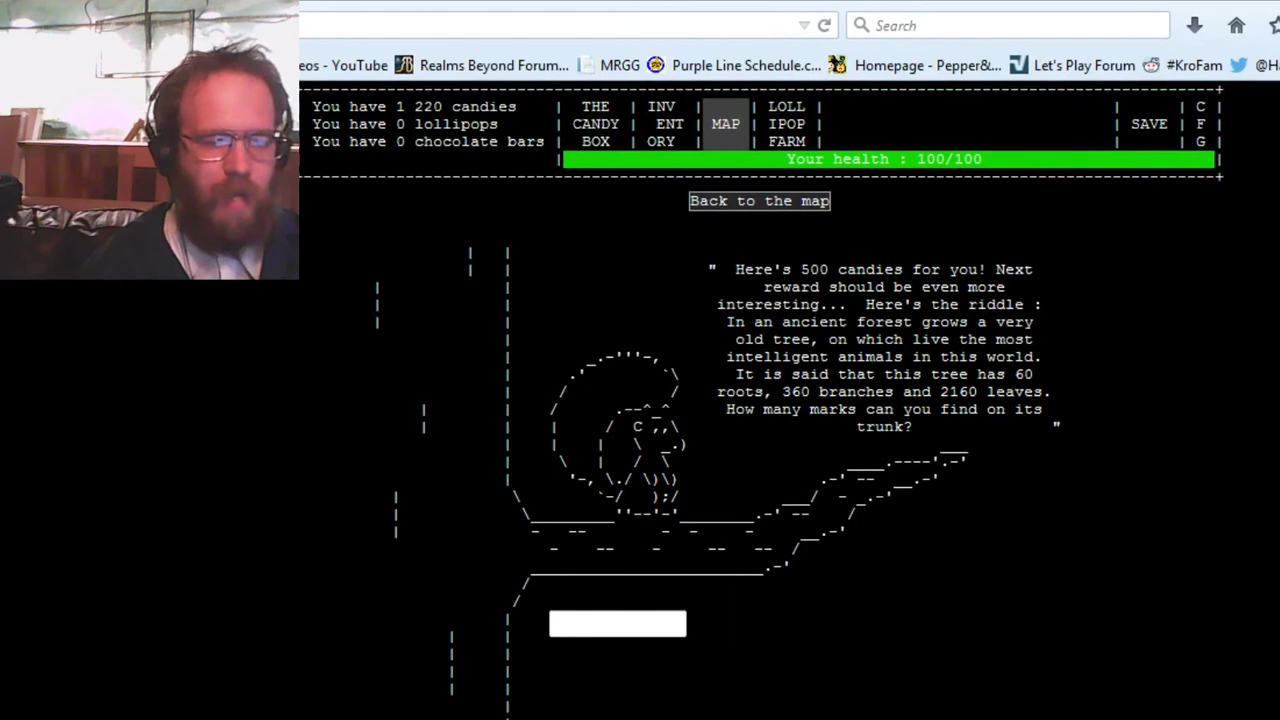 Search
eos - YouTube Realms Beyond Forum... MRGG Purple Line Schedule.c... Homepage - Pepper&... Let's Play Forum #KroFam @Ha
You have 1 220 candies
You have 0 lollipops
You have 0 chocolate bars
THE
CANDY
BOX
INV
ENT
ORY
MAP
LOLL
IPOP
FARM
SAVE
C
F
G
Your health : 100/100
Back to the map
" Here's 500 candies for you! Next
reward should be even more
interesting... Here's the riddle :
In an ancient forest grows a very
old tree, on which live the most
intelligent animals in this world.
It is said that this tree has 60
roots, 360 branches and 2160 leaves.
How many marks can you find on its
trunk? "